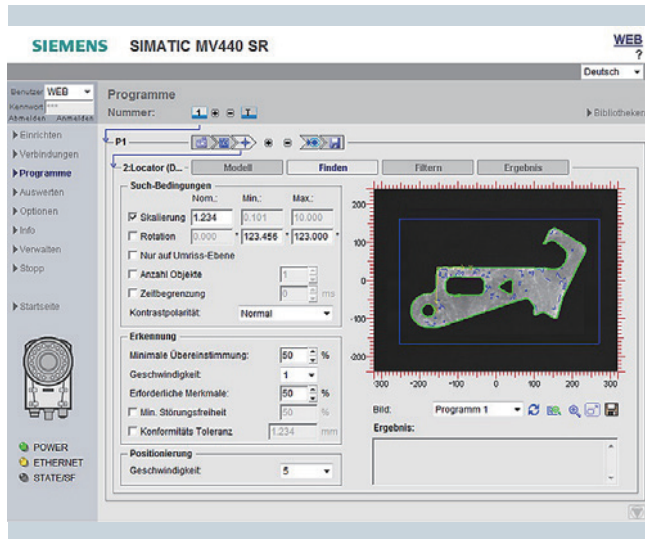 SIEMENS SIMATIC MV440 SR WEB
?
Deutsch
Benutzer WEB
Kennwort ***
Abmelden Anmelden
Programme
Nummer: 1 T
Bibliotheken
Einrichten
Verbindungen
Programme
Auswerten
Optionen
Info
Verwalten
Stopp
Startseite
POWER
ETHERNET
STATE/SF
P1
2:Locator (D... Modell Finden Filtern Ergebnis
Such-Bedingungen
Nom.: Min.: Max.:
Skalierung 1.234 0.101 10.000
Rotation 0.000 ° 123.456 ° 123.000 °
Nur auf Umriss-Ebene
Anzahl Objekte 1
Zeitbegrenzung 0 ms
Kontrastpolarität: Normal
Erkennung
Minimale Übereinstimmung: 50 %
Geschwindigkeit: 1
Erforderliche Merkmale: 50 %
Min. Störungsfreiheit 50 %
Konformitäts Toleranz 1.234 mm
Positionierung
Geschwindigkeit: 5
200
100
0
-100
-200
-300 -200 -100 0 100 200 300
Bild: Programm 1
Ergebnis: